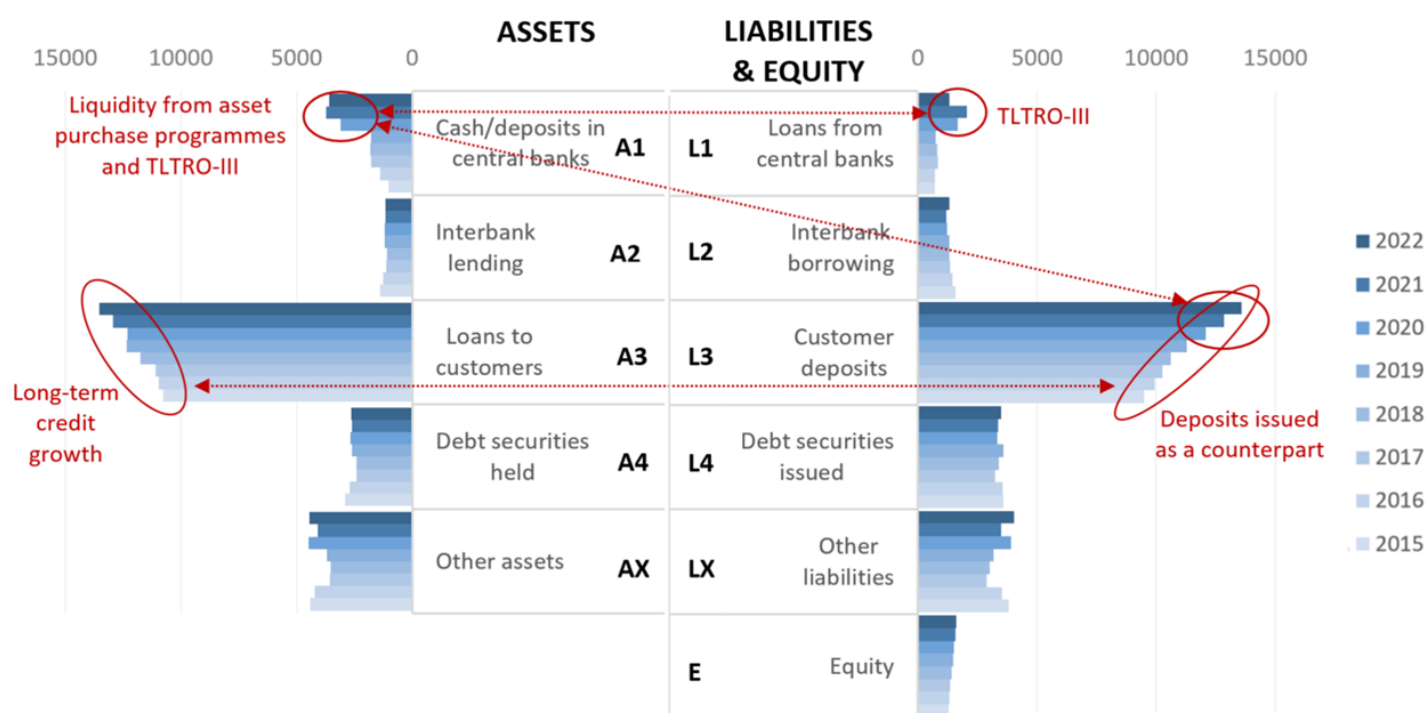 ASSETS
LIABILITIES
& EQUITY
15000 10000 5000 0
0 5000 10000 15000
Liquidity from asset
purchase programmes
and TLTRO-III
Cash/deposits in
central banks
A1
L1
Loans from
central banks
TLTRO-III
Interbank
lending
A2
L2
Interbank
borrowing
Loans to
customers
A3
L3
Customer
deposits
Long-term
credit
growth
Deposits issued
as a counterpart
Debt securities
held
A4
L4
Debt securities
issued
Other assets
AX
LX
Other
liabilities
E
Equity
2022
2021
2020
2019
2018
2017
2016
2015